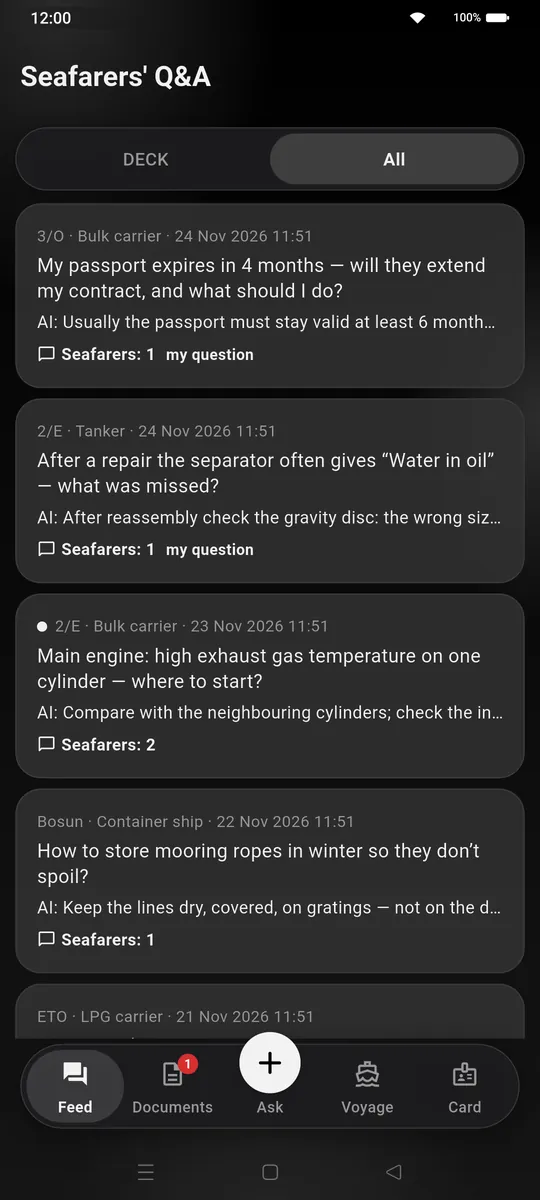 12:00
100%
Seafarers' Q&A
DECK
All
3/O · Bulk carrier · 24 Nov 2026 11:51
My passport expires in 4 months — will they extend
my contract, and what should I do?
AI: Usually the passport must stay valid at least 6 month…
Seafarers: 1 my question
2/E · Tanker · 24 Nov 2026 11:51
After a repair the separator often gives “Water in oil”
— what was missed?
AI: After reassembly check the gravity disc: the wrong siz…
Seafarers: 1 my question
2/E · Bulk carrier · 23 Nov 2026 11:51
Main engine: high exhaust gas temperature on one
cylinder — where to start?
AI: Compare with the neighbouring cylinders; check the in…
Seafarers: 2
Bosun · Container ship · 22 Nov 2026 11:51
How to store mooring ropes in winter so they don’t
spoil?
AI: Keep the lines dry, covered, on gratings — not on the d…
Seafarers: 1
ETO · LPG carrier · 21 Nov 2026 11:51
1
Feed
Documents
Ask
Voyage
Card